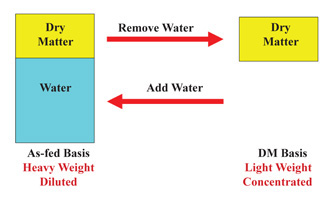 Dry
Matter
Remove Water
Dry
Matter
Water
Add Water
As-fed Basis
Heavy Weight
Diluted
DM Basis
Light Weight
Concentrated